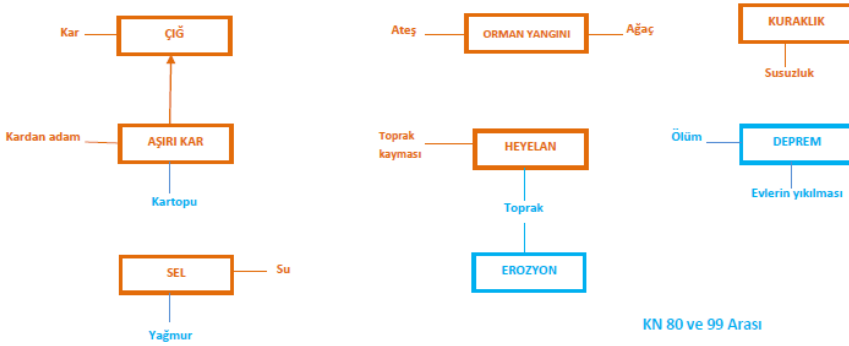 Kar
ÇIĞ
Ateş
ORMAN YANGINI
Ağaç
KURAKLIK
Susuzluk
Kardan adam
AŞIRI KAR
Kartopu
Toprak
kayması
HEYELAN
Toprak
EROZYON
Ölüm
DEPREM
Evlerin yıkılması
SEL
Su
Yağmur
KN 80 ve 99 Arası